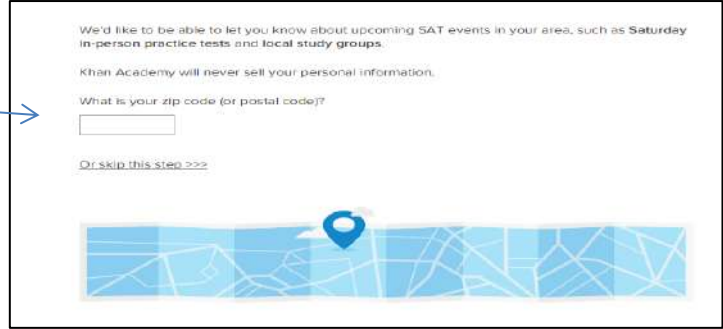 We'd like to be able to let you know about upcoming SAT events in your area, such as Saturday
in-person practice tests and local study groups.
Khan Academy will never sell your personal information.
What is your zip code (or postal code)?
Or skip this step >>>